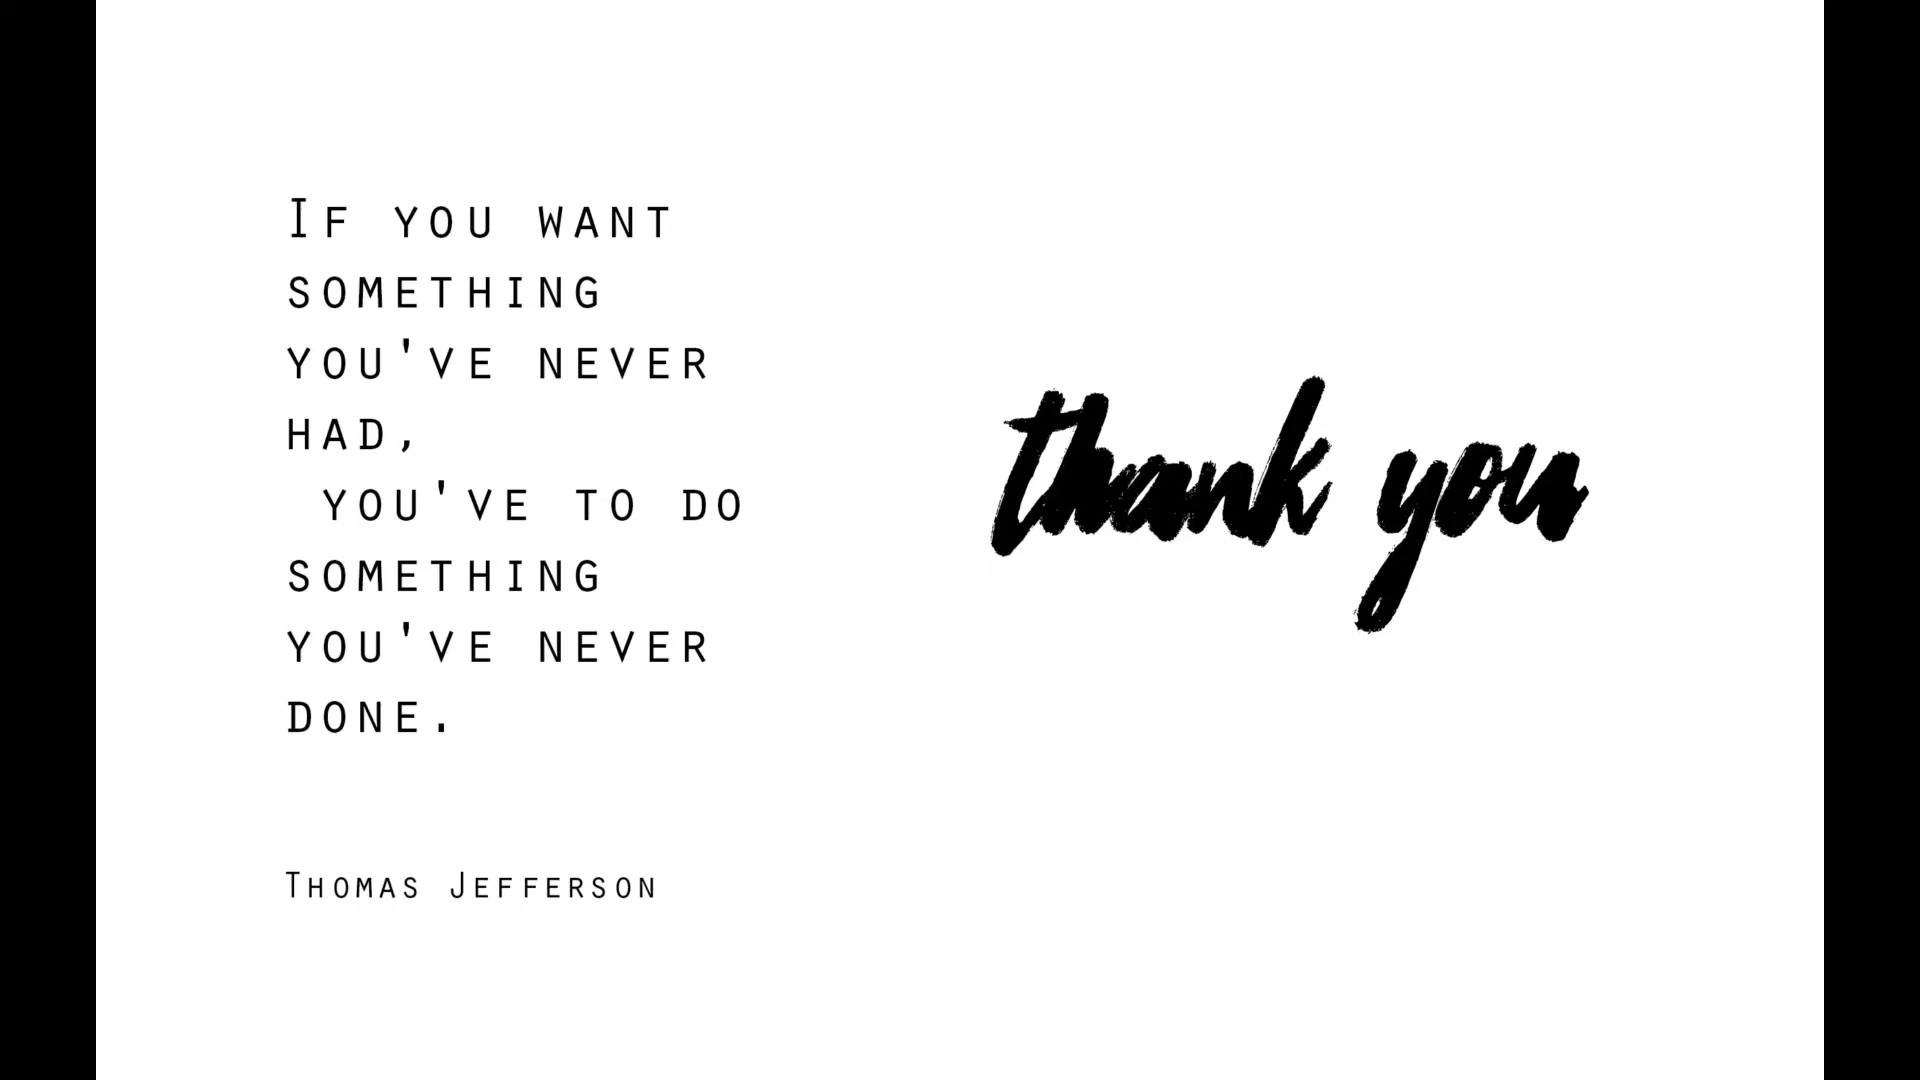 If you want
something
you've never
had,
you've to do
something
you've never
done.
Thomas Jefferson
thank you